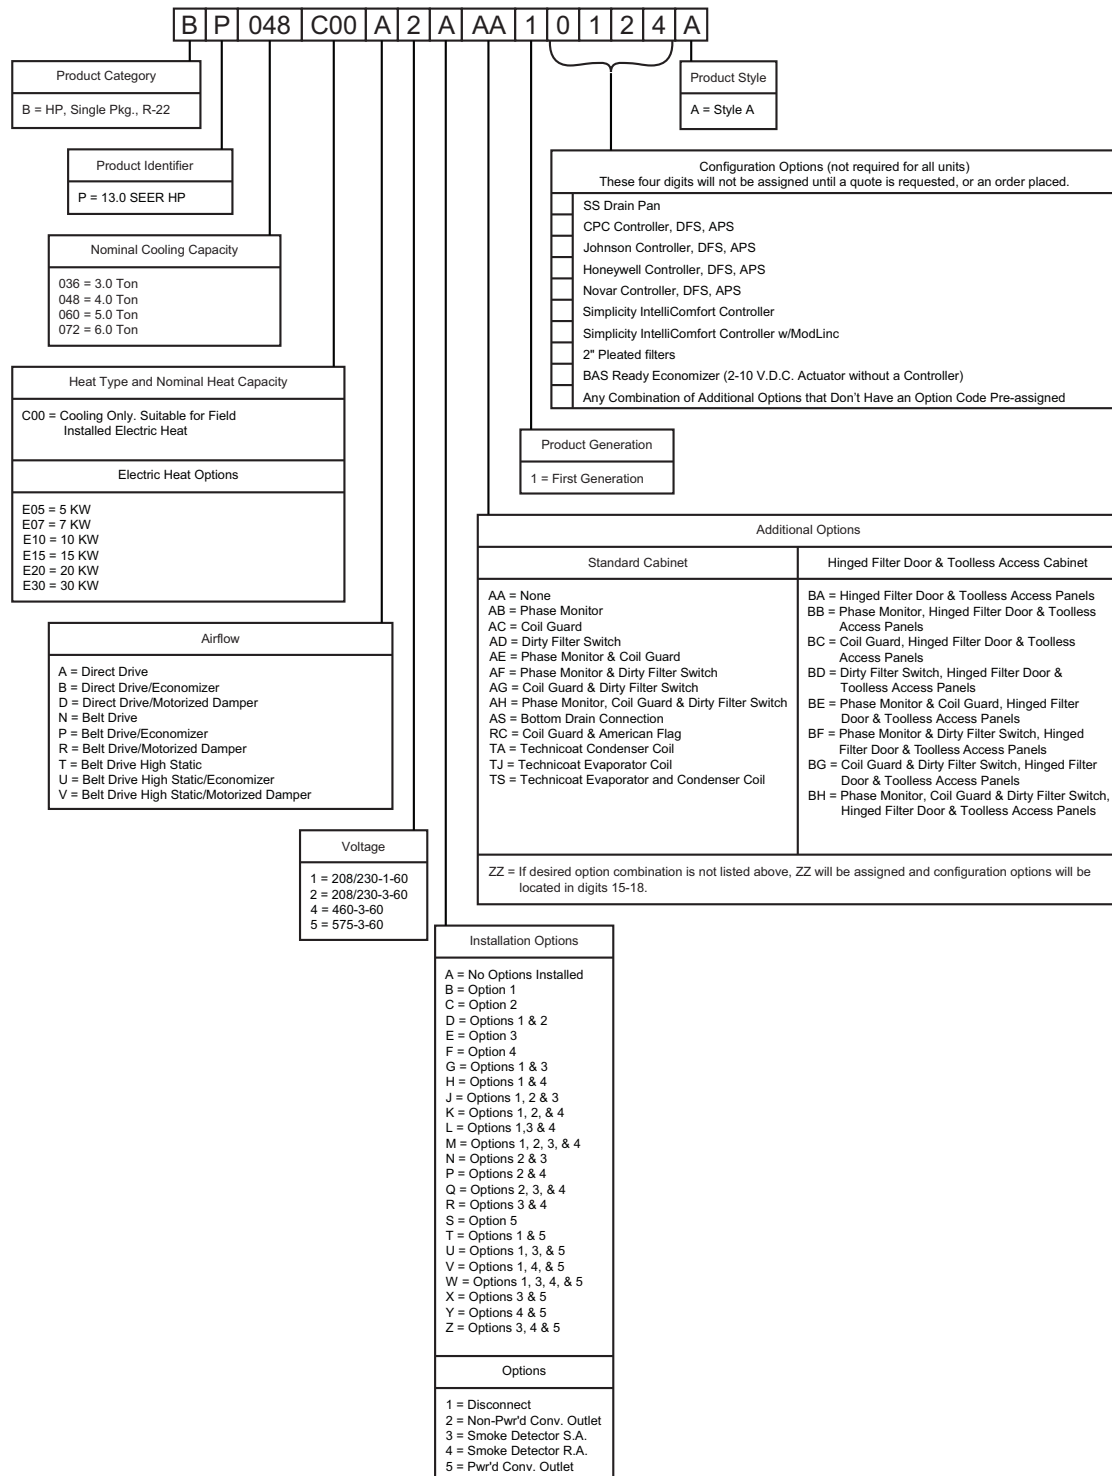 B P 048 C00 A 2 A AA 1 0 1 2 4 A
Product Category
B = HP, Single Pkg., R-22
Product Identifier
P = 13.0 SEER HP
Nominal Cooling Capacity
036 = 3.0 Ton
048 = 4.0 Ton
060 = 5.0 Ton
072 = 6.0 Ton
Heat Type and Nominal Heat Capacity
C00 = Cooling Only. Suitable for Field
Installed Electric Heat
Electric Heat Options
E05 = 5 KW
E07 = 7 KW
E10 = 10 KW
E15 = 15 KW
E20 = 20 KW
E30 = 30 KW
Airflow
A = Direct Drive
B = Direct Drive/Economizer
D = Direct Drive/Motorized Damper
N = Belt Drive
P = Belt Drive/Economizer
R = Belt Drive/Motorized Damper
T = Belt Drive High Static
U = Belt Drive High Static/Economizer
V = Belt Drive High Static/Motorized Damper
Voltage
1 = 208/230-1-60
2 = 208/230-3-60
4 = 460-3-60
5 = 575-3-60
Installation Options
A = No Options Installed
B = Option 1
C = Option 2
D = Options 1 & 2
E = Option 3
F = Option 4
G = Options 1 & 3
H = Options 1 & 4
J = Options 1, 2 & 3
K = Options 1, 2, & 4
L = Options 1,3 & 4
M = Options 1, 2, 3, & 4
N = Options 2 & 3
P = Options 2 & 4
Q = Options 2, 3, & 4
R = Options 3 & 4
S = Option 5
T = Options 1 & 5
U = Options 1, 3, & 5
V = Options 1, 4, & 5
W = Options 1, 3, 4, & 5
X = Options 3 & 5
Y = Options 4 & 5
Z = Options 3, 4 & 5
Options
1 = Disconnect
2 = Non-Pwr'd Conv. Outlet
3 = Smoke Detector S.A.
4 = Smoke Detector R.A.
5 = Pwr'd Conv. Outlet
Additional Options
Standard Cabinet
AA = None
AB = Phase Monitor
AC = Coil Guard
AD = Dirty Filter Switch
AE = Phase Monitor & Coil Guard
AF = Phase Monitor & Dirty Filter Switch
AG = Coil Guard & Dirty Filter Switch
AH = Phase Monitor, Coil Guard & Dirty Filter Switch
AS = Bottom Drain Connection
RC = Coil Guard & American Flag
TA = Technicoat Condenser Coil
TJ = Technicoat Evaporator Coil
TS = Technicoat Evaporator and Condenser Coil
Hinged Filter Door & Toolless Access Cabinet
BA = Hinged Filter Door & Toolless Access Panels
BB = Phase Monitor, Hinged Filter Door & Toolless
Access Panels
BC = Coil Guard, Hinged Filter Door & Toolless
Access Panels
BD = Dirty Filter Switch, Hinged Filter Door &
Toolless Access Panels
BE = Phase Monitor & Coil Guard, Hinged Filter
Door & Toolless Access Panels
BF = Phase Monitor & Dirty Filter Switch, Hinged
Filter Door & Toolless Access Panels
BG = Coil Guard & Dirty Filter Switch, Hinged Filter
Door & Toolless Access Panels
BH = Phase Monitor, Coil Guard & Dirty Filter Switch,
Hinged Filter Door & Toolless Access Panels
ZZ = If desired option combination is not listed above, ZZ will be assigned and configuration options will be
located in digits 15-18.
Product Generation
1 = First Generation
Configuration Options (not required for all units)
These four digits will not be assigned until a quote is requested, or an order placed.
SS Drain Pan
CPC Controller, DFS, APS
Johnson Controller, DFS, APS
Honeywell Controller, DFS, APS
Novar Controller, DFS, APS
Simplicity IntelliComfort Controller
Simplicity IntelliComfort Controller w/ModLinc
2" Pleated filters
BAS Ready Economizer (2-10 V.D.C. Actuator without a Controller)
Any Combination of Additional Options that Don't Have an Option Code Pre-assigned
Product Style
A = Style A